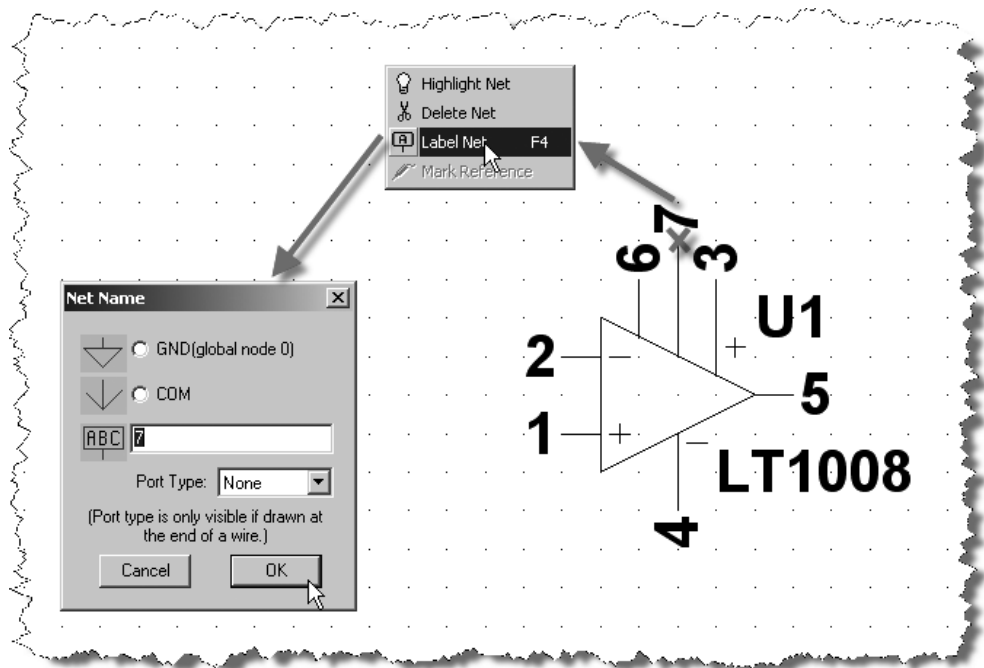 Highlight Net
Delete Net
A Label Net F4
Mark Reference
7
6
3
U1
+
2
−
5
1
+
−
LT1008
4
Net Name
GND(global node 0)
COM
ABC 7
Port Type: None
(Port type is only visible if drawn at
the end of a wire.)
Cancel OK